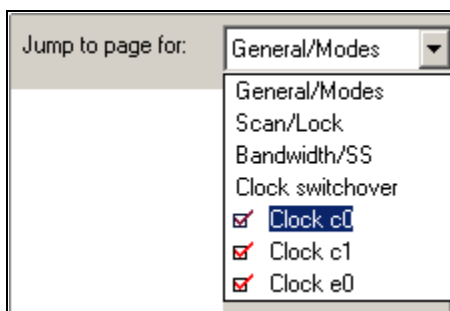 Jump to page for: General/Modes
General/Modes
Scan/Lock
Bandwidth/SS
Clock switchover
Clock c0
Clock c1
Clock e0